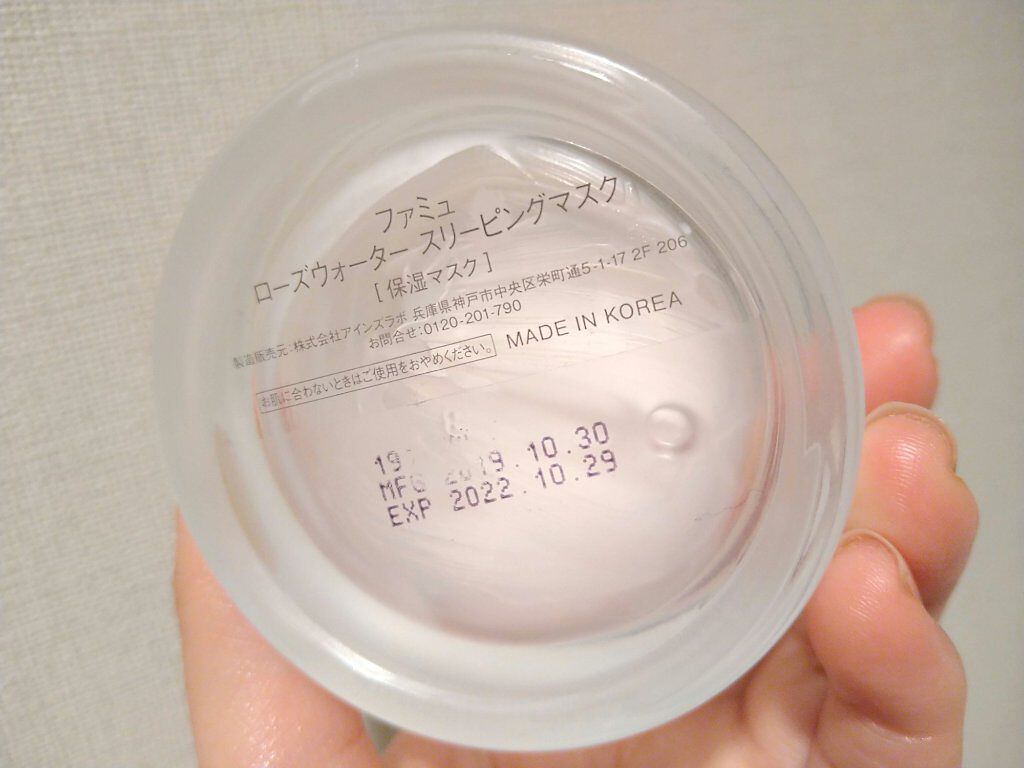 ファミュ
ローズウォーター スリーピングマスク
[ 保湿マスク ]
製造販売元：株式会社アインズラボ 兵庫県神戸市中央区栄町通5-1-17 2F 206
お問合せ：0120-201-790
お肌に合わないときはご使用をおやめください。 MADE IN KOREA
MFG 2019.10.30
EXP 2022.10.29